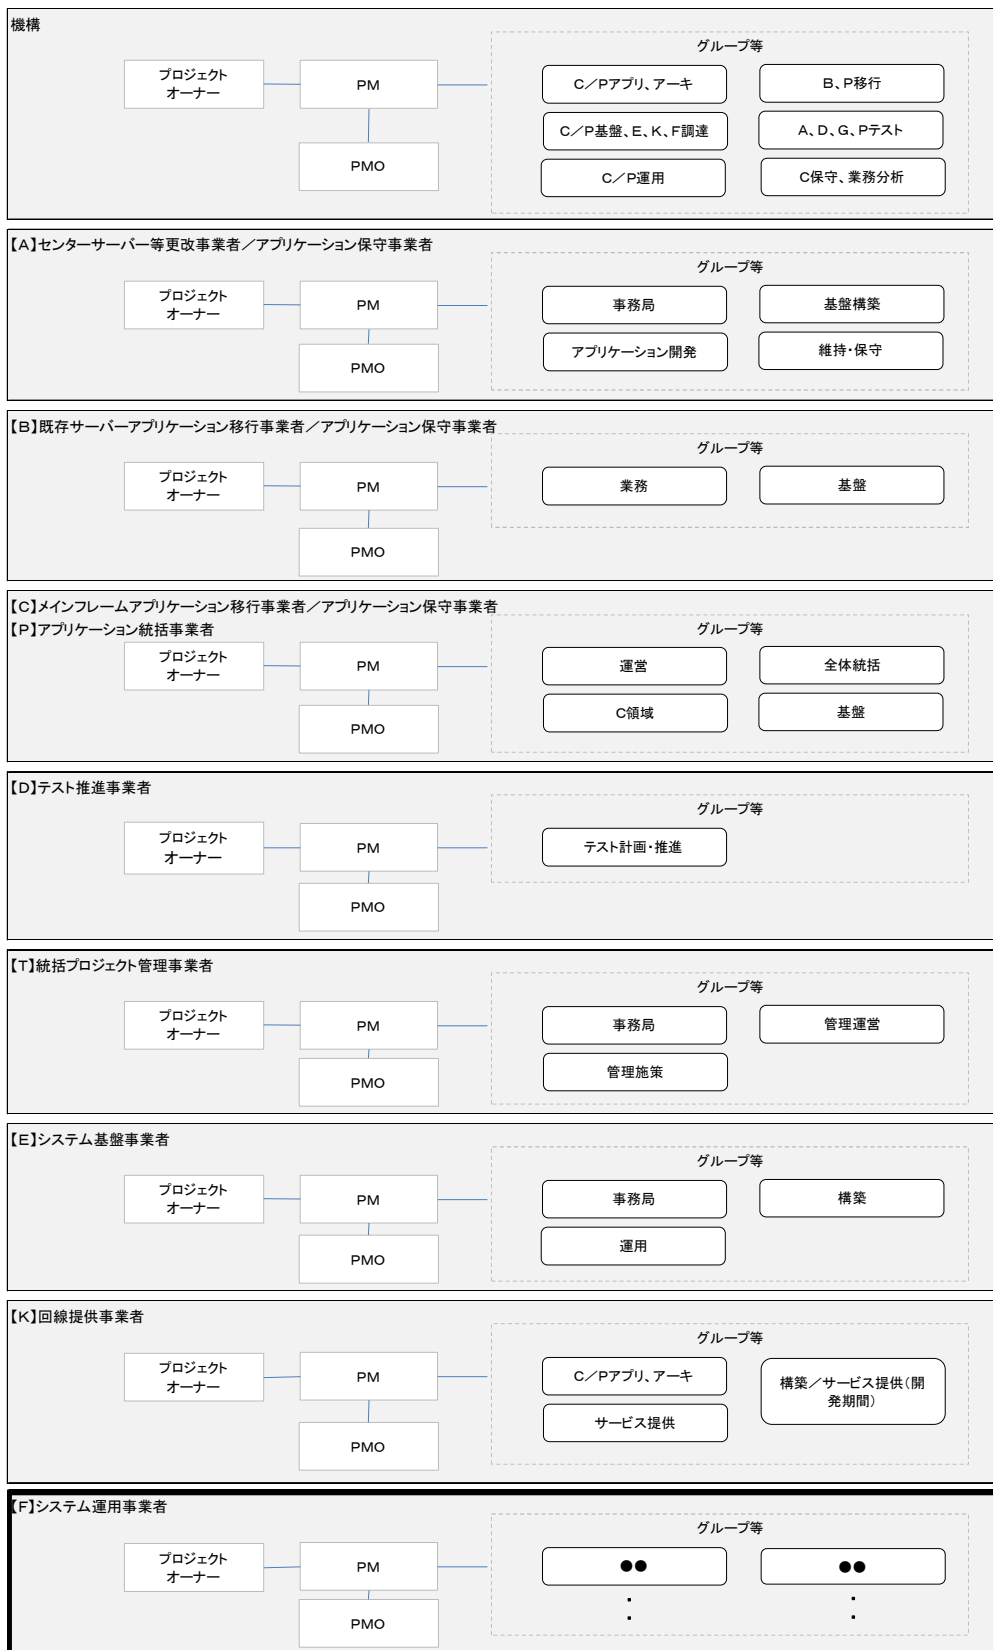 機構
グループ等
プロジェクト
オーナー
PM
PMO
C／Pアプリ、アーキ
B、P移行
C／P基盤、E、K、F調達
A、D、G、Pテスト
C／P運用
C保守、業務分析
【A】センターサーバー等更改事業者／アプリケーション保守事業者
グループ等
プロジェクト
オーナー
PM
PMO
事務局
基盤構築
アプリケーション開発
維持・保守
【B】既存サーバーアプリケーション移行事業者／アプリケーション保守事業者
グループ等
プロジェクト
オーナー
PM
PMO
業務
基盤
【C】メインフレームアプリケーション移行事業者／アプリケーション保守事業者
【P】アプリケーション統括事業者
グループ等
プロジェクト
オーナー
PM
PMO
運営
全体統括
C領域
基盤
【D】テスト推進事業者
グループ等
プロジェクト
オーナー
PM
PMO
テスト計画・推進
【T】統括プロジェクト管理事業者
グループ等
プロジェクト
オーナー
PM
PMO
事務局
管理運営
管理施策
【E】システム基盤事業者
グループ等
プロジェクト
オーナー
PM
PMO
事務局
構築
運用
【K】回線提供事業者
グループ等
プロジェクト
オーナー
PM
PMO
C／Pアプリ、アーキ
構築／サービス提供（開
発期間）
サービス提供
【F】システム運用事業者
グループ等
プロジェクト
オーナー
PM
PMO
●●
●●
：
：